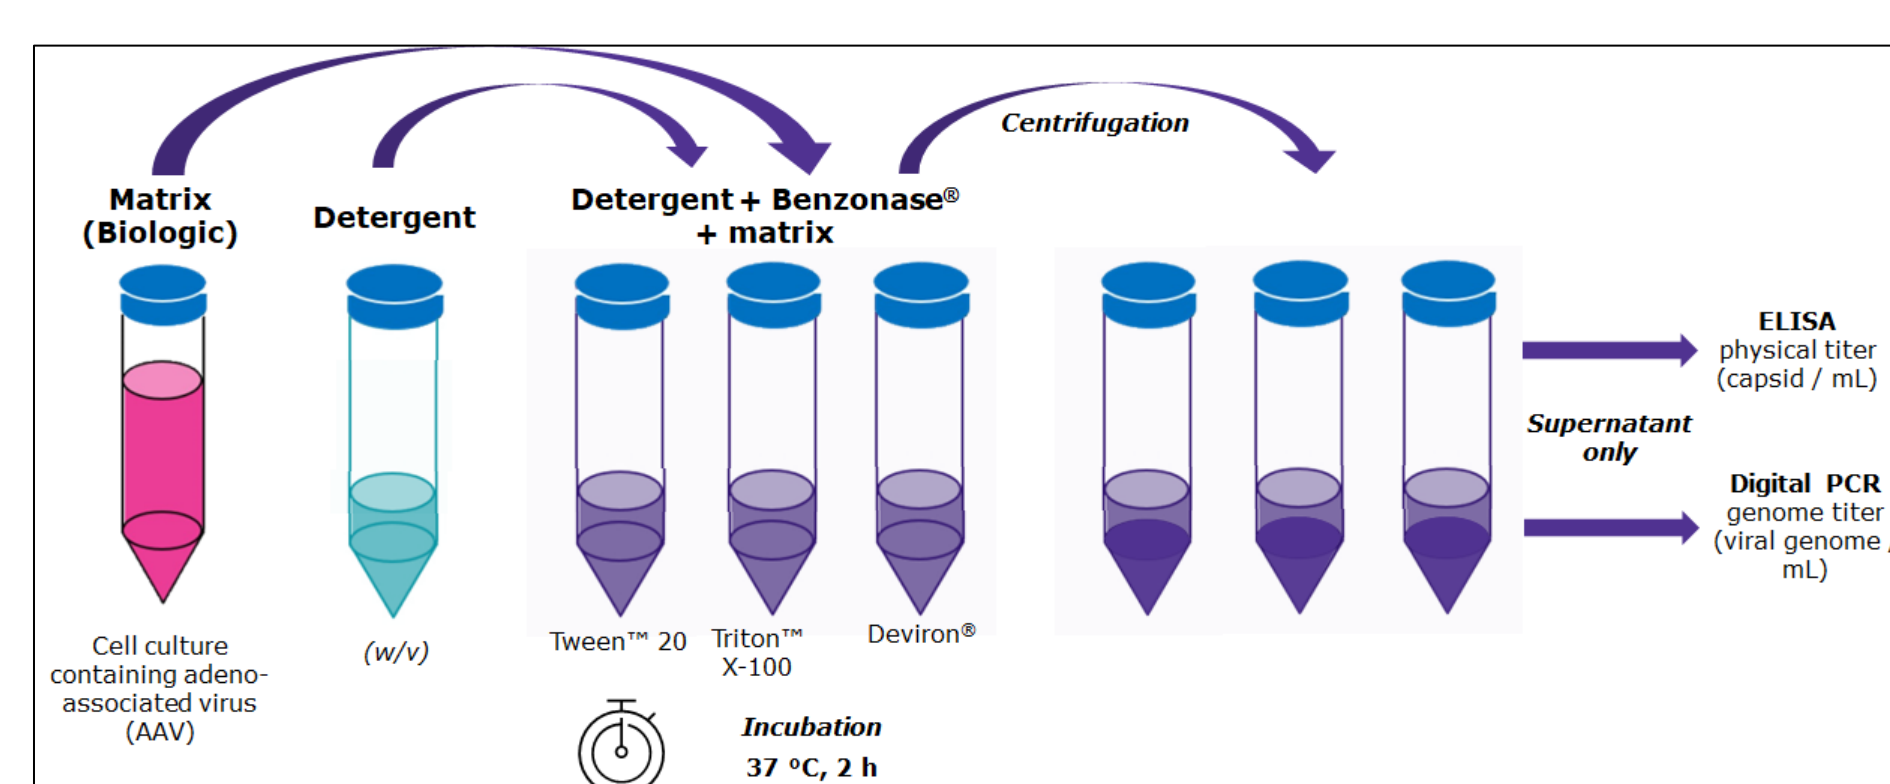 Centrifugation
Matrix
(Biologic)
Detergent
Detergent + Benzonase®
+ matrix
ELISA
physical titer
(capsid / mL)
Supernatant
only
Digital PCR
genome titer
(viral genome /
mL)
Cell culture
containing adeno-
associated virus
(AAV)
(w/v)
Tween™ 20
Triton™
X-100
Deviron®
Incubation
37 ºC, 2 h